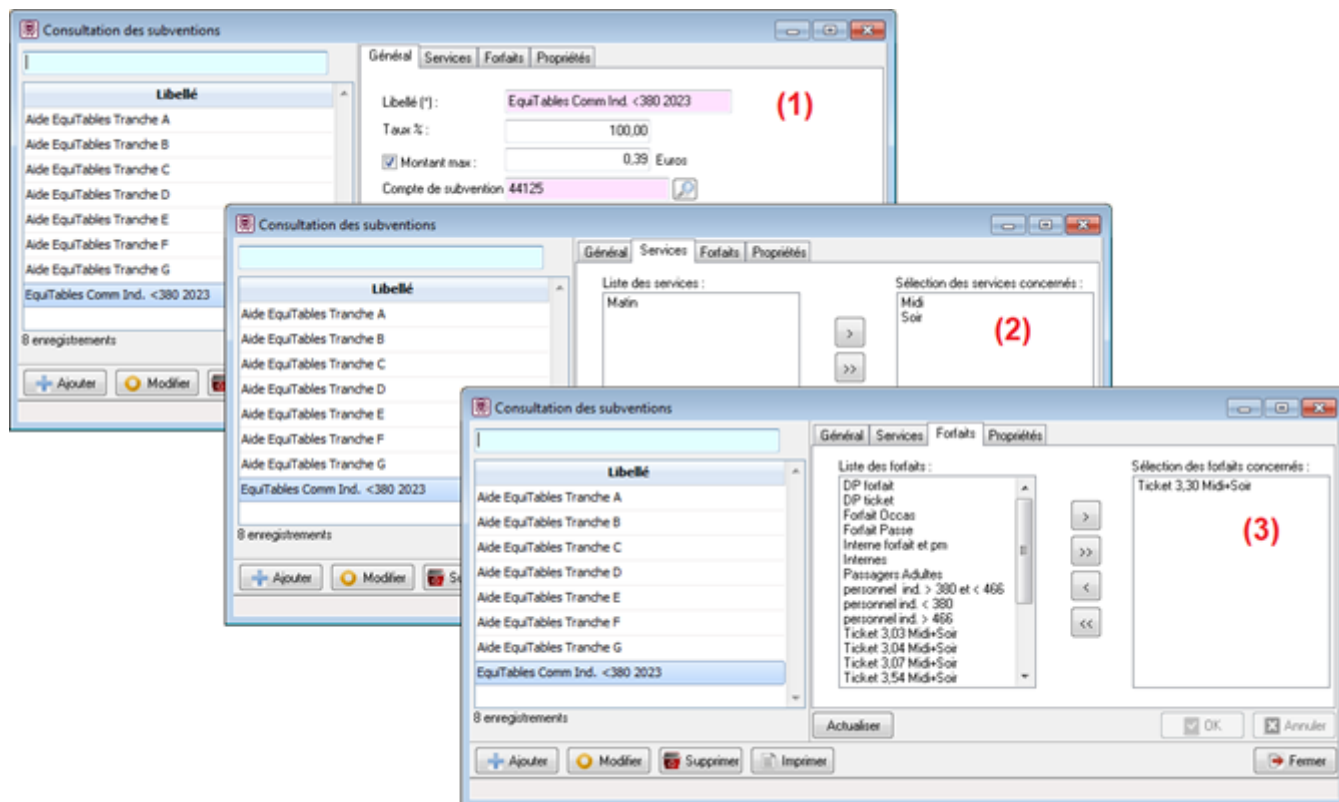 Consultation des subventions
Général Services Forfaits Propriétés
Libellé
Aide EquiTables Tranche A
Aide EquiTables Tranche B
Aide EquiTables Tranche C
Aide EquiTables Tranche D
Aide EquiTables Tranche E
Aide EquiTables Tranche F
Aide EquiTables Tranche G
EquiTables Comm Ind. <380 2023
8 enregistrements
Ajouter Modifier
Libellé (*) : EquiTables Comm Ind. <380 2023
(1)
Taux % : 100,00
Montant max : 0,39 Euros
Compte de subvention 44125
Consultation des subventions
Général Services Forfaits Propriétés
Libellé
Aide EquiTables Tranche A
Aide EquiTables Tranche B
Aide EquiTables Tranche C
Aide EquiTables Tranche D
Aide EquiTables Tranche E
Aide EquiTables Tranche F
Aide EquiTables Tranche G
EquiTables Comm Ind. <380 2023
8 enregistrements
Ajouter Modifier Su
Liste des services :
Matin
>
>>
Sélection des services concernés :
Midi
Soir
(2)
Consultation des subventions
Général Services Forfaits Propriétés
Libellé
Aide EquiTables Tranche A
Aide EquiTables Tranche B
Aide EquiTables Tranche C
Aide EquiTables Tranche D
Aide EquiTables Tranche E
Aide EquiTables Tranche F
Aide EquiTables Tranche G
EquiTables Comm Ind. <380 2023
8 enregistrements
Liste des forfaits :
DP forfait
DP ticket
Forfait Occas
Forfait Passe
Interne forfait et pm
Internes
Passagers Adultes
personnel ind. > 380 et < 466
personnel ind. < 380
personnel ind. > 466
Ticket 3,03 Midi+Soir
Ticket 3,04 Midi+Soir
Ticket 3,07 Midi+Soir
Ticket 3,54 Midi+Soir
>
>>
<
<<
Sélection des forfaits concernés :
Ticket 3,30 Midi+Soir
(3)
Actualiser OK Annuler
Ajouter Modifier Supprimer Imprimer Fermer